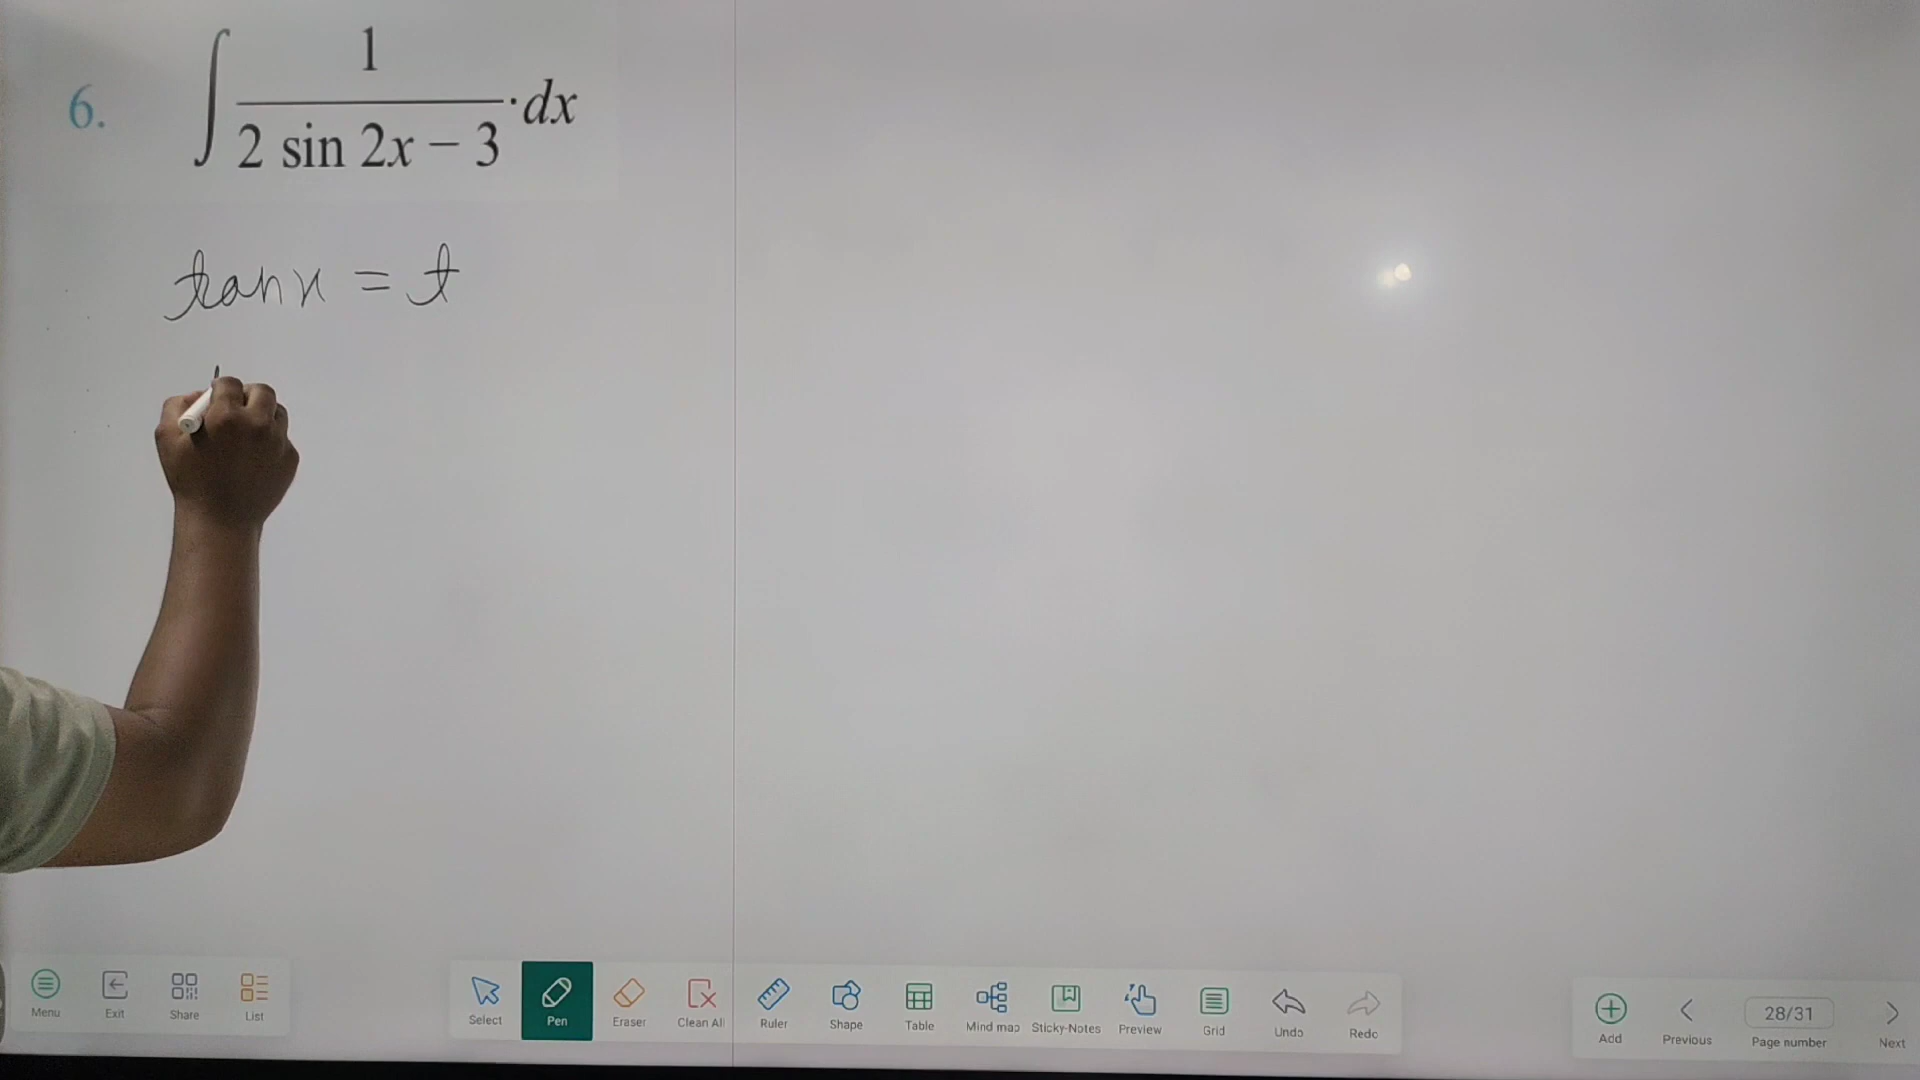 6. ∫ 1 / (2 sin 2x − 3) · dx
tan x = t
Menu Exit Share List Select Pen Eraser Clean All Ruler Shape Table Mind map Sticky-Notes Preview Grid Undo Redo Add Previous 28/31 Page number Next